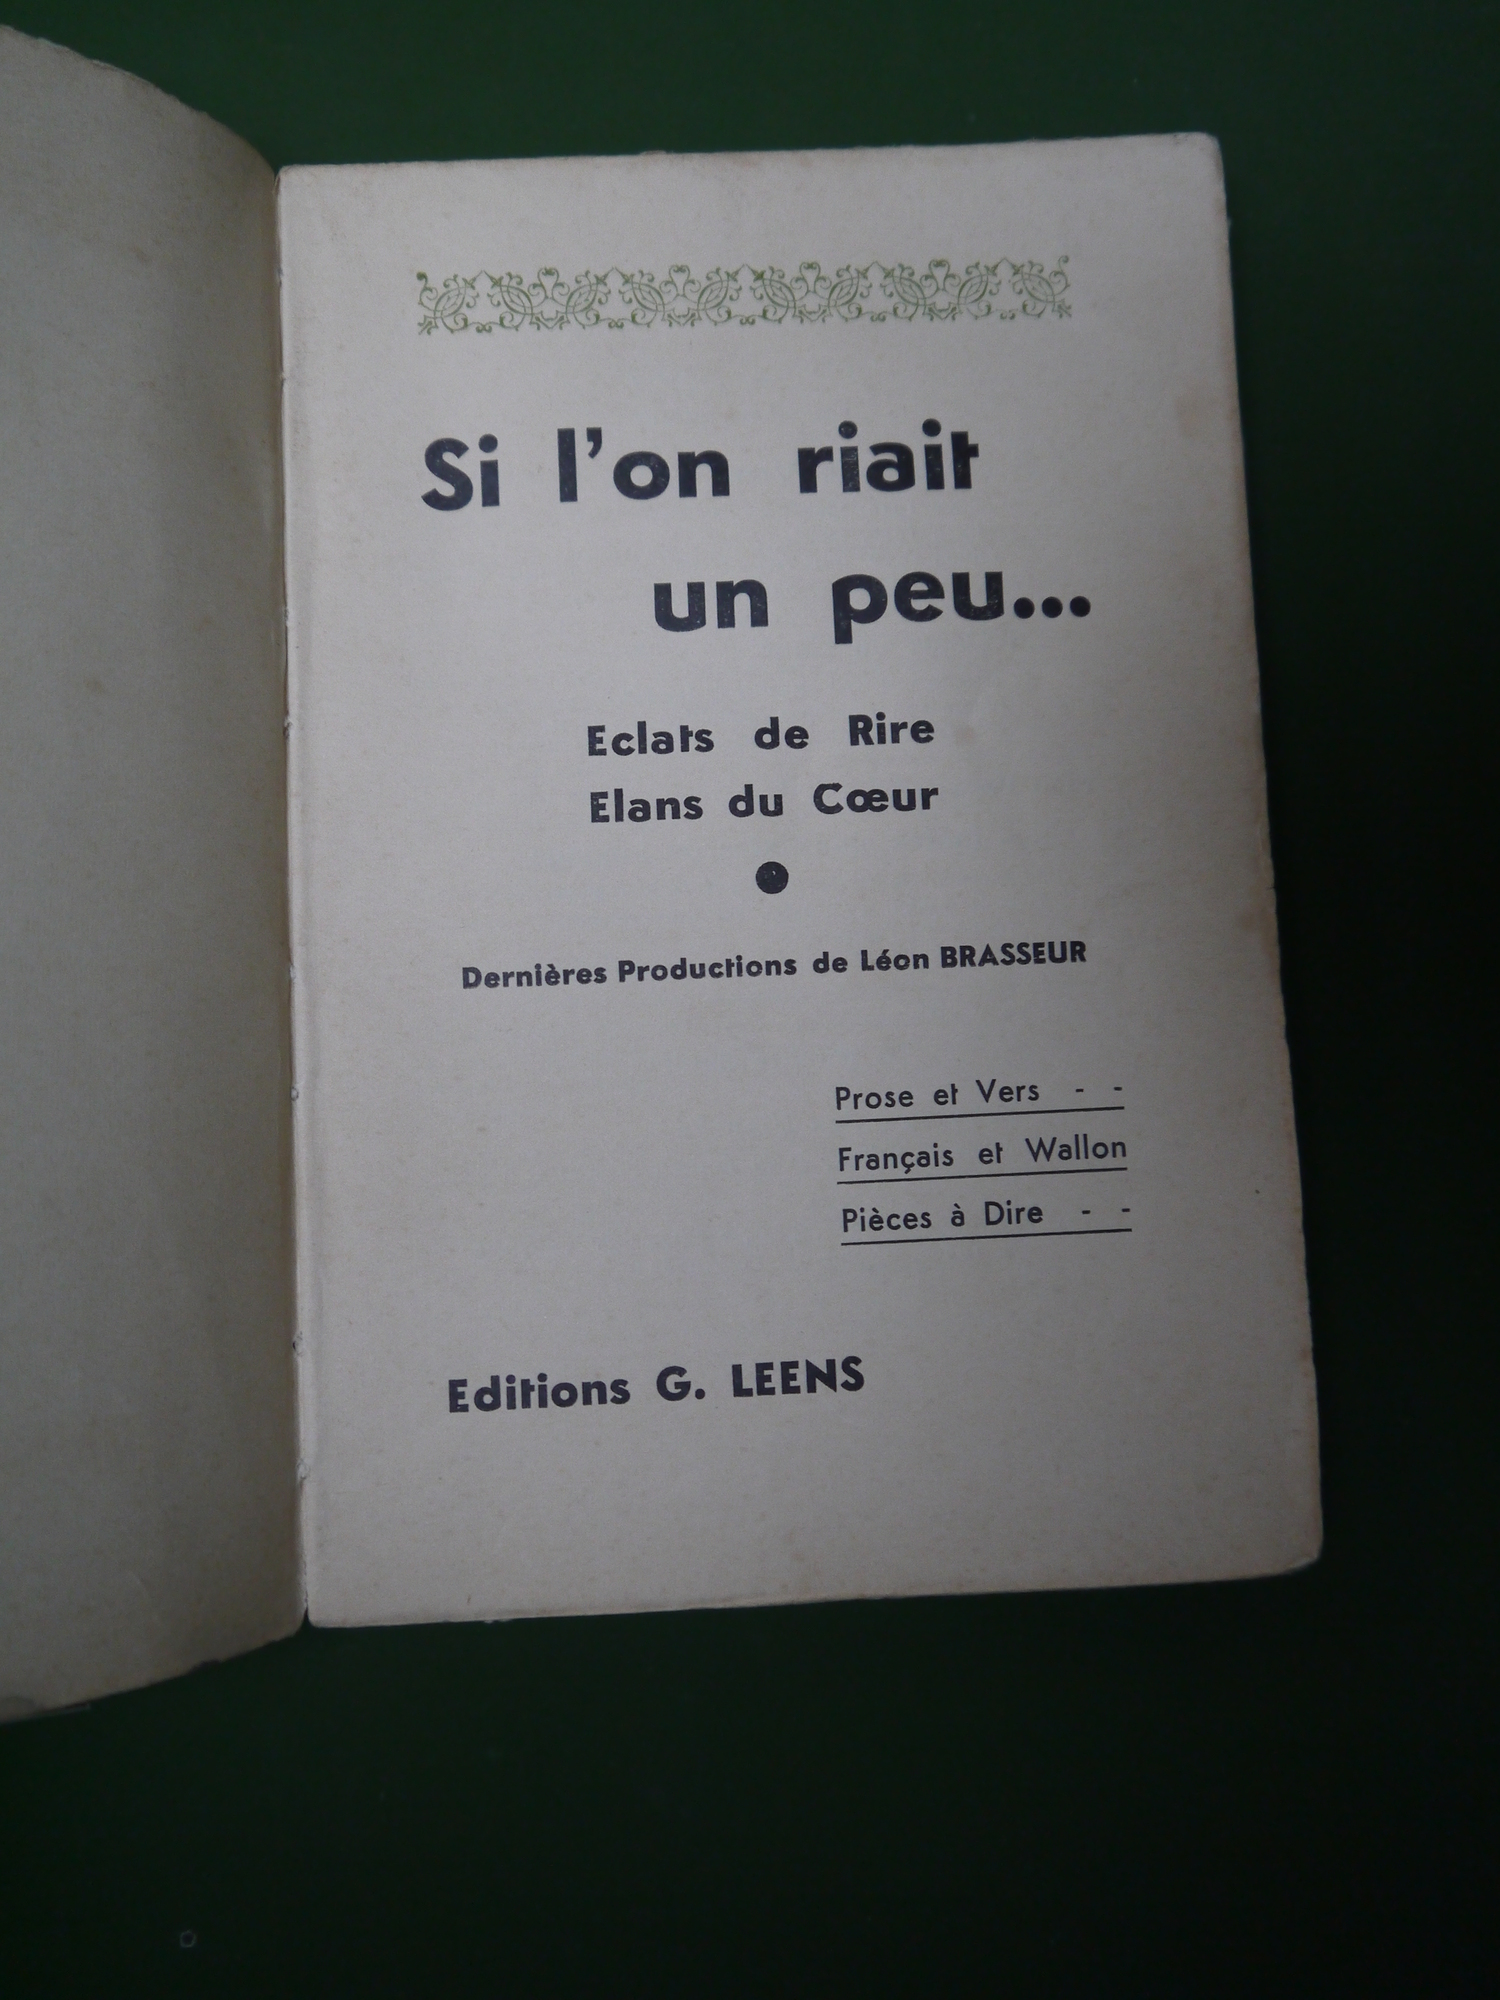 Si l'on riait
un peu...
Eclats de Rire
Elans du Cœur
Dernières Productions de Léon BRASSEUR
Prose et Vers - -
Français et Wallon
Pièces à Dire - -
Editions G. LEENS